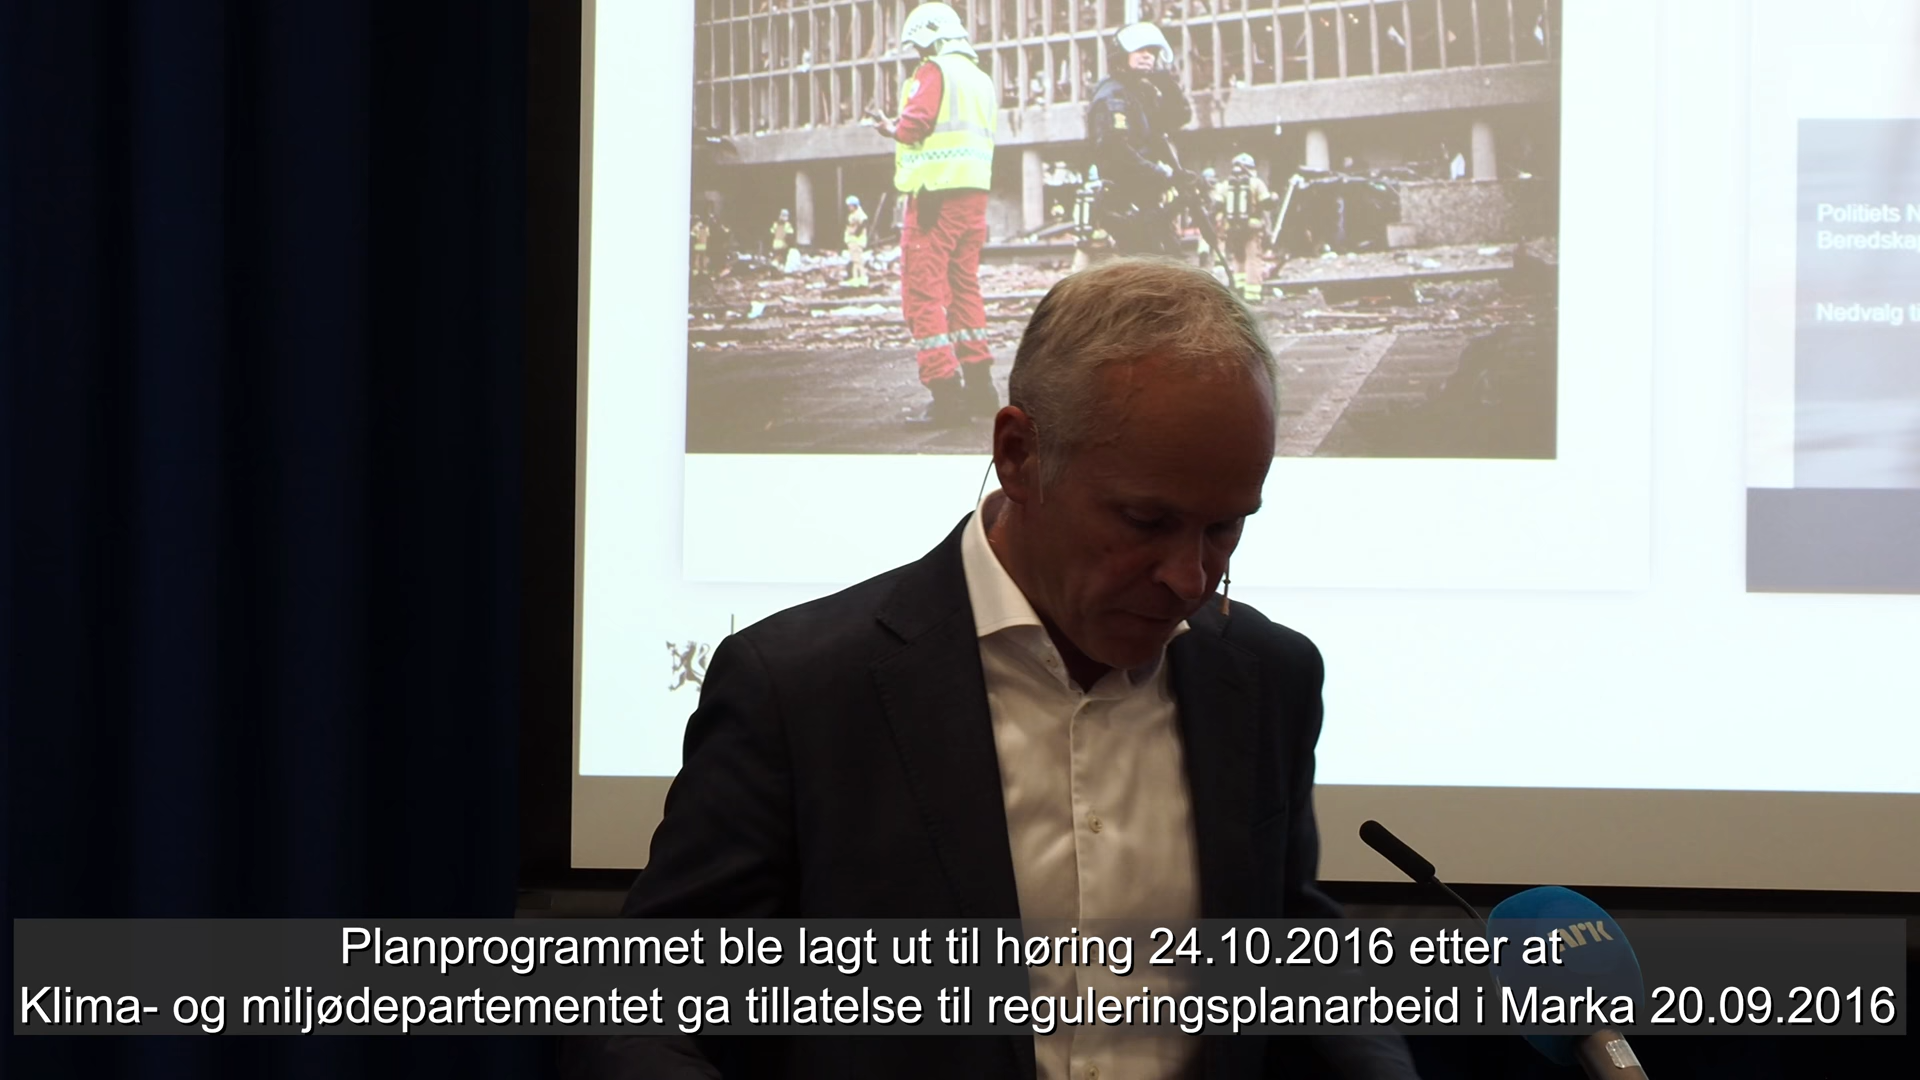 Politiets N
Beredska
Nedvalg ti
NRK
Planprogrammet ble lagt ut til høring 24.10.2016 etter at
Klima- og miljødepartementet ga tillatelse til reguleringsplanarbeid i Marka 20.09.2016